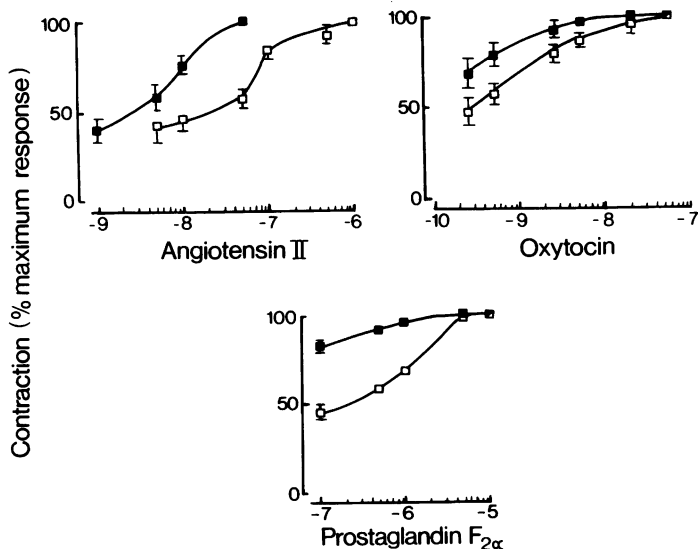 Contraction (% maximum response)
100
50
0
-9 -8 -7 -6
Angiotensin II
100
50
0
-10 -9 -8 -7
Oxytocin
100
50
0
-7 -6 -5
Prostaglandin F2α